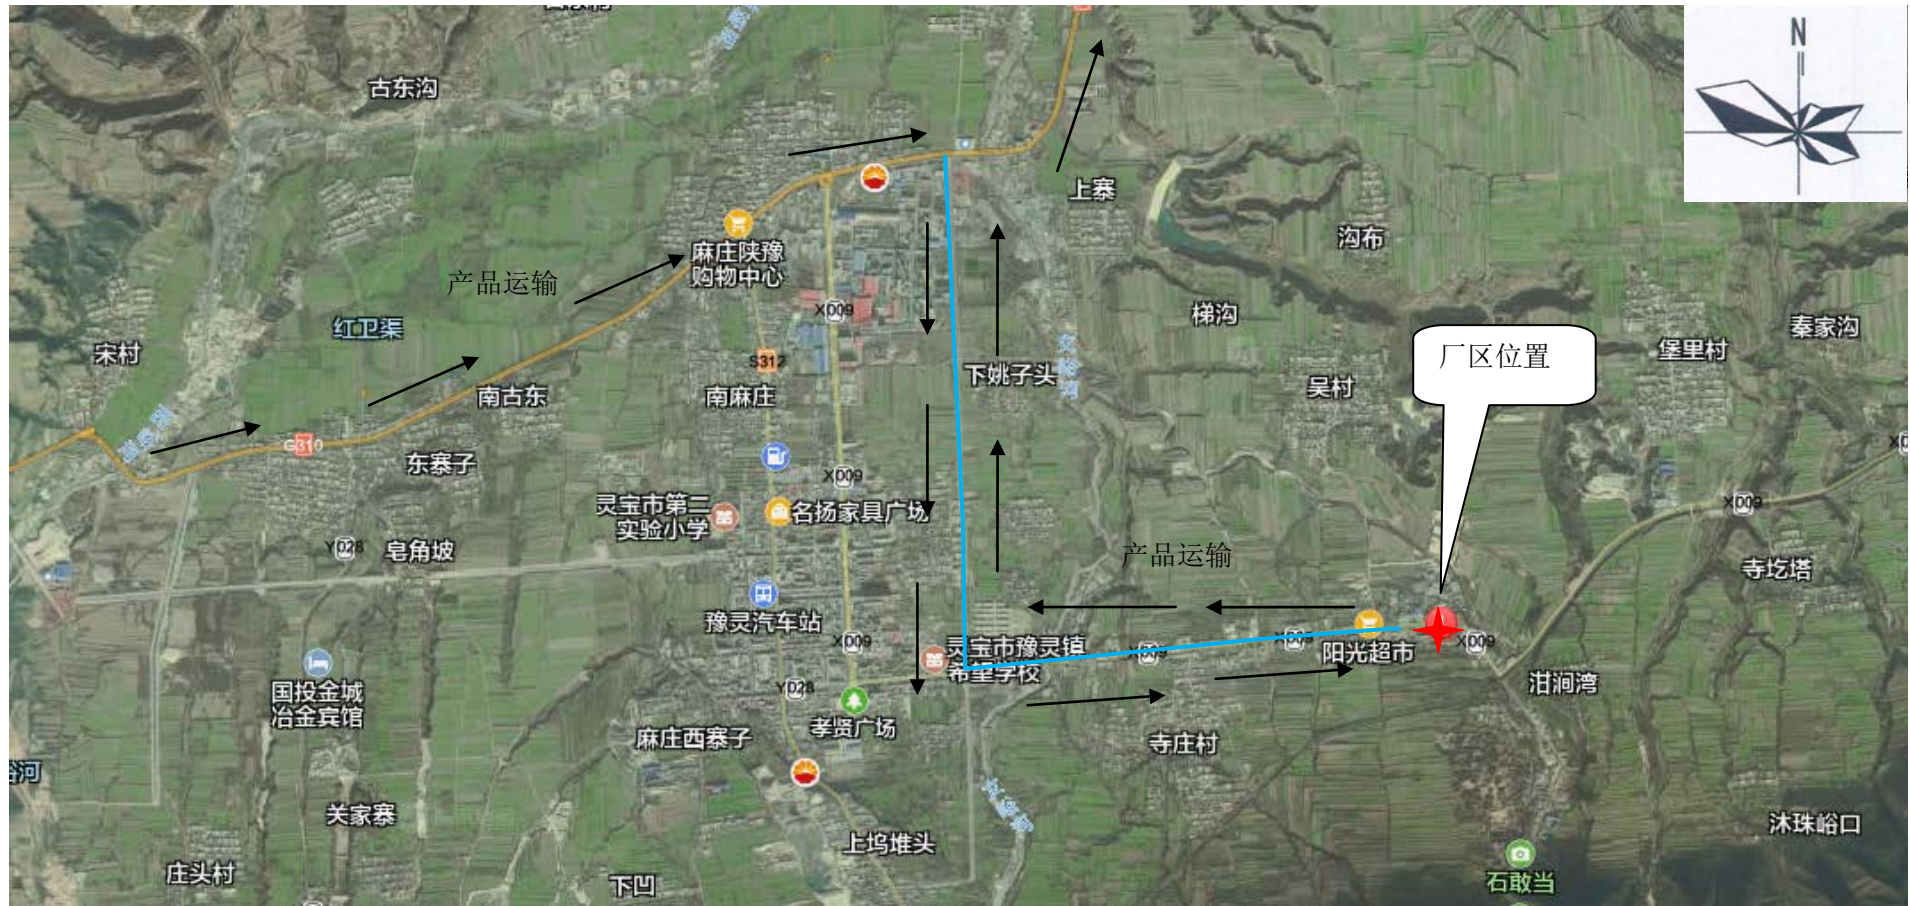 N
古东沟
上寨
麻庄陕豫
购物中心
沟布
产品运输
X009
梯沟
红卫渠
宋村
秦家沟
堡里村
厂区位置
S312
下姚子头
吴村
南古东
南麻庄
G310
东寨子
X009
X009
灵宝市第二
实验小学
名扬家具广场
Y028
皂角坡
产品运输
寺圪塔
豫灵汽车站
X009
灵宝市豫灵镇
希望学校
X009
X009
阳光超市
X009
国投金城
冶金宾馆
Y028
泔涧湾
孝贤广场
麻庄西寨子
寺庄村
峪河
关家寨
上坞堆头
沐珠峪口
庄头村
下凹
石敢当